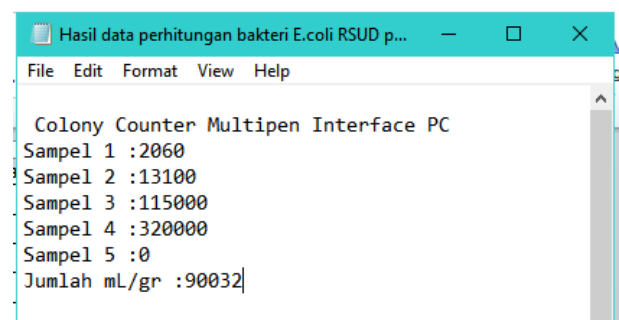 Hasil data perhitungan bakteri E.coli RSUD p...
File Edit Format View Help
Colony Counter Multipen Interface PC
Sampel 1 :2060
Sampel 2 :13100
Sampel 3 :115000
Sampel 4 :320000
Sampel 5 :0
Jumlah mL/gr :90032